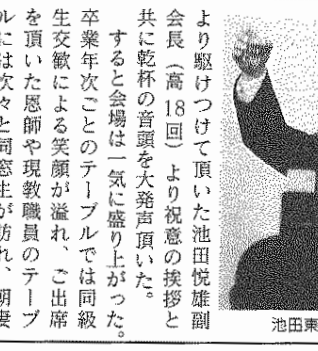 より駆けつけて頂いた池田悦雄副
会長（高18回）より祝意の挨拶と
共に乾杯の音頭を大発声頂いた。
すると会場は一気に盛り上がった。
卒業年次ごとのテーブルでは同級
生交歓による笑顔が溢れ、ご出席
を頂いた恩師や現教職員のテーブ
ルには次々と同窓生が訪れ、朝妻
池田東